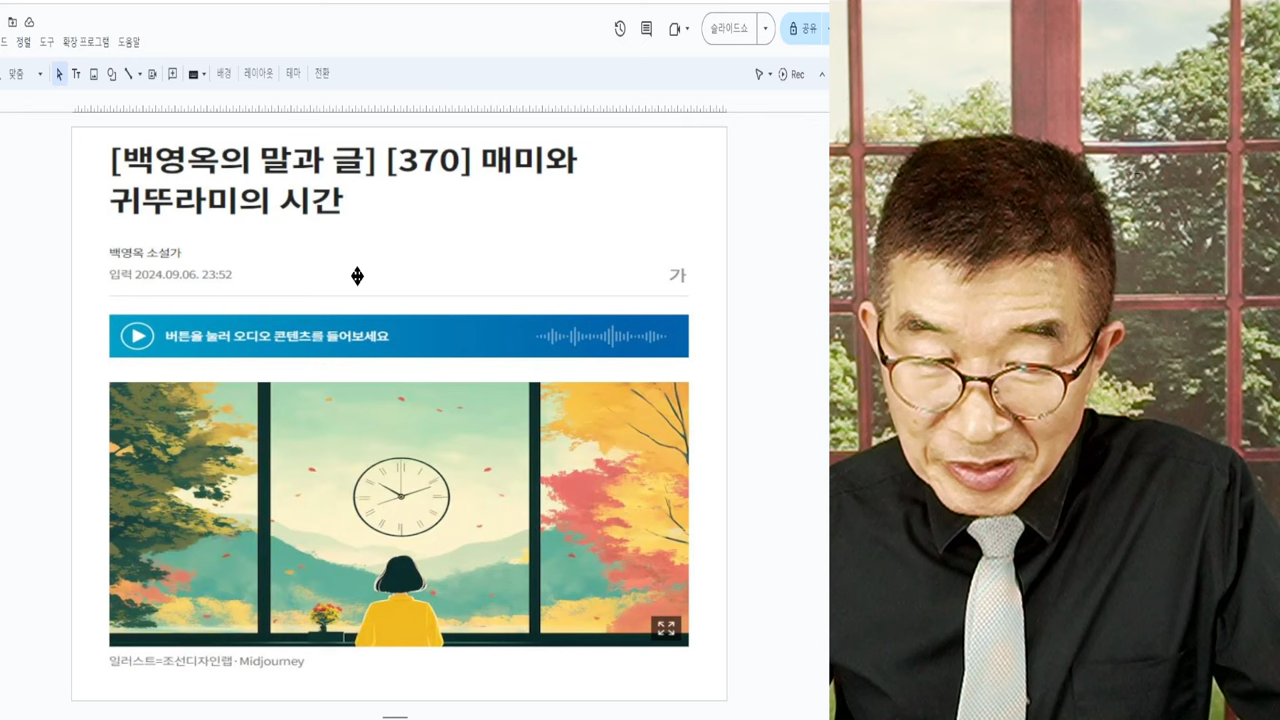 정렬 도구 확장 프로그램 도움말
슬라이드쇼
공유
맞춤
Tт
배경
레이아웃
테마
전환
Rec
[백영옥의 말과 글] [370] 매미와
귀뚜라미의 시간
백영옥 소설가
입력 2024.09.06. 23:52
가
버튼을 눌러 오디오 콘텐츠를 들어보세요
일러스트=조선디자인랩·Midjourney